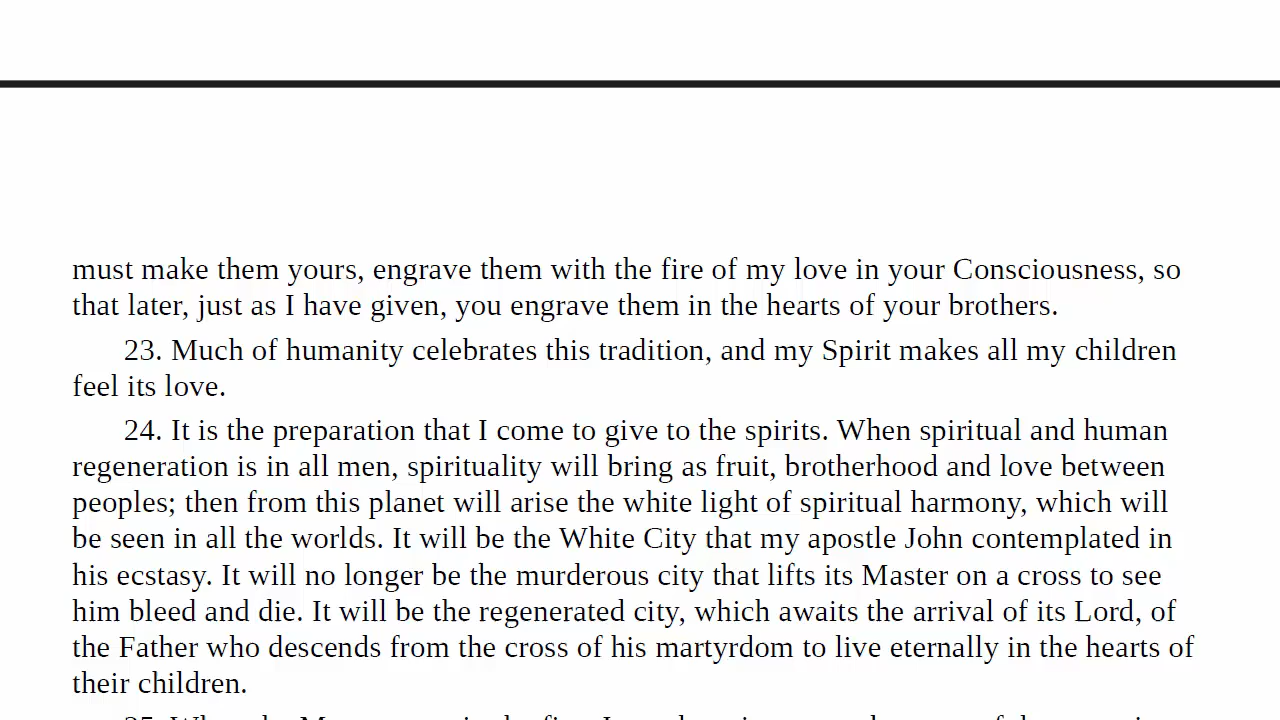 must make them yours, engrave them with the fire of my love in your Consciousness, so
that later, just as I have given, you engrave them in the hearts of your brothers.
23. Much of humanity celebrates this tradition, and my Spirit makes all my children
feel its love.
24. It is the preparation that I come to give to the spirits. When spiritual and human
regeneration is in all men, spirituality will bring as fruit, brotherhood and love between
peoples; then from this planet will arise the white light of spiritual harmony, which will
be seen in all the worlds. It will be the White City that my apostle John contemplated in
his ecstasy. It will no longer be the murderous city that lifts its Master on a cross to see
him bleed and die. It will be the regenerated city, which awaits the arrival of its Lord, of
the Father who descends from the cross of his martyrdom to live eternally in the hearts of
their children.